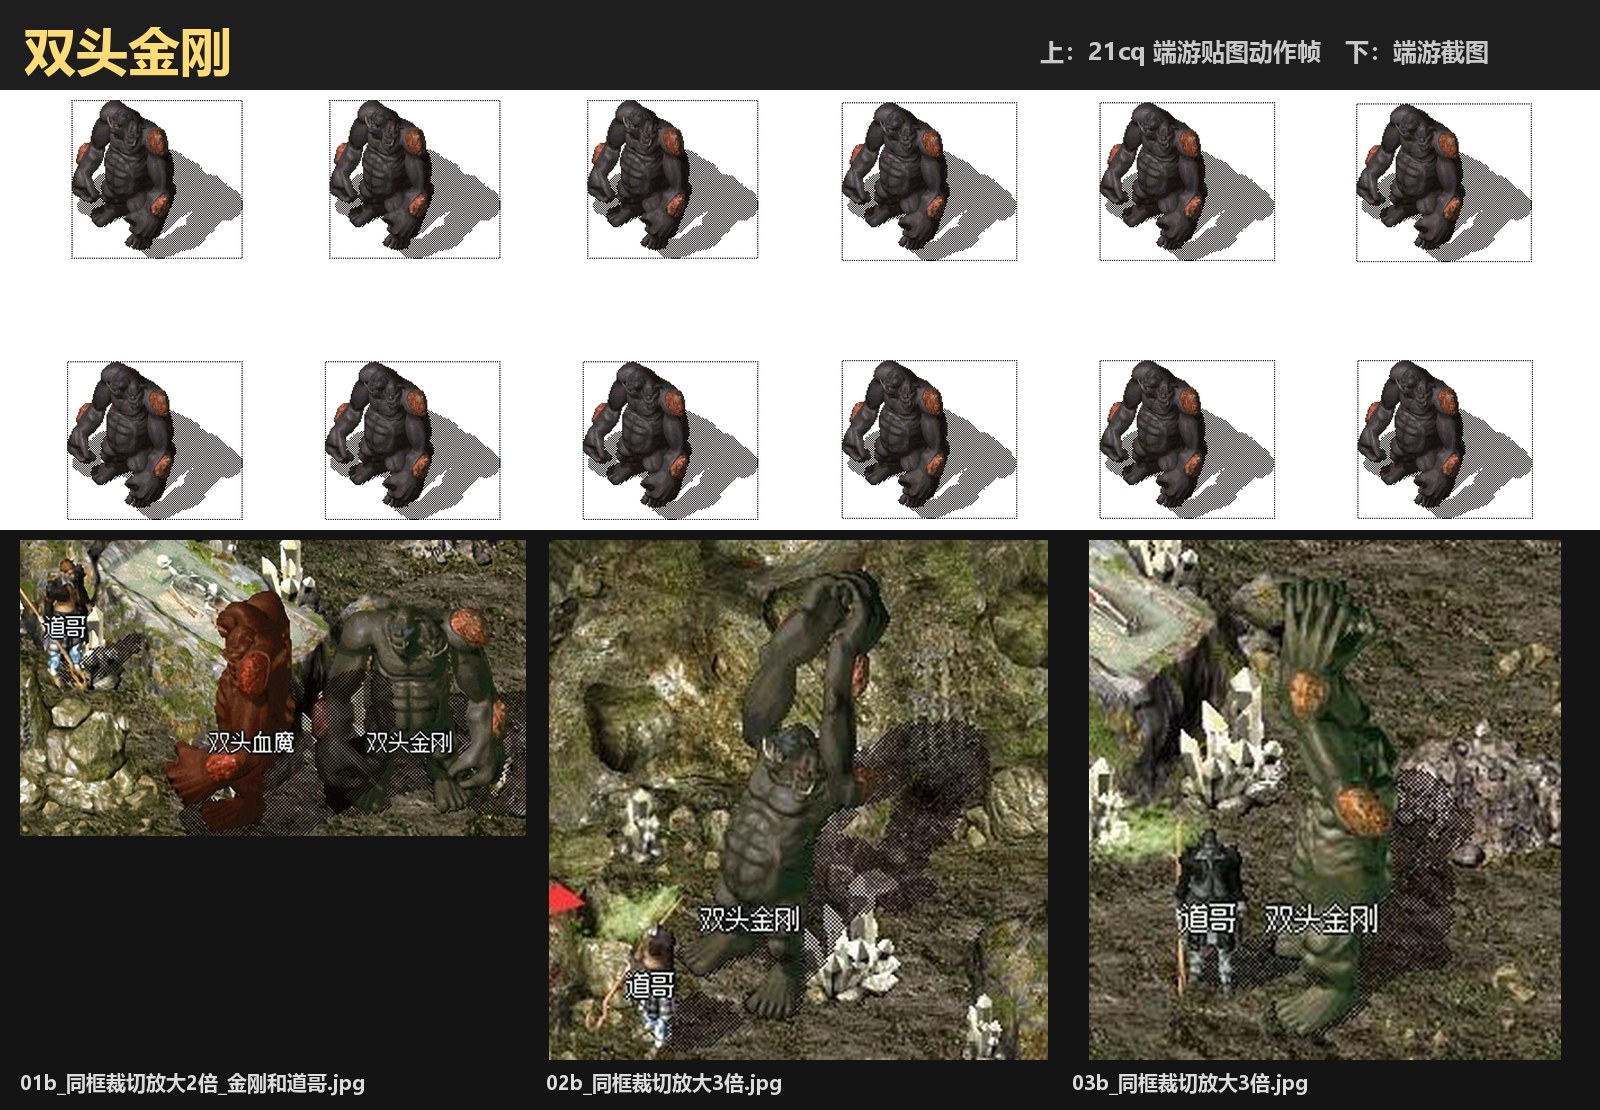 双头金刚
上：21cq 端游贴图动作帧　下：端游截图
道哥
双头血魔
双头金刚
双头金刚
道哥
道哥
双头金刚
01b_同框裁切放大2倍_金刚和道哥.jpg
02b_同框裁切放大3倍.jpg
03b_同框裁切放大3倍.jpg